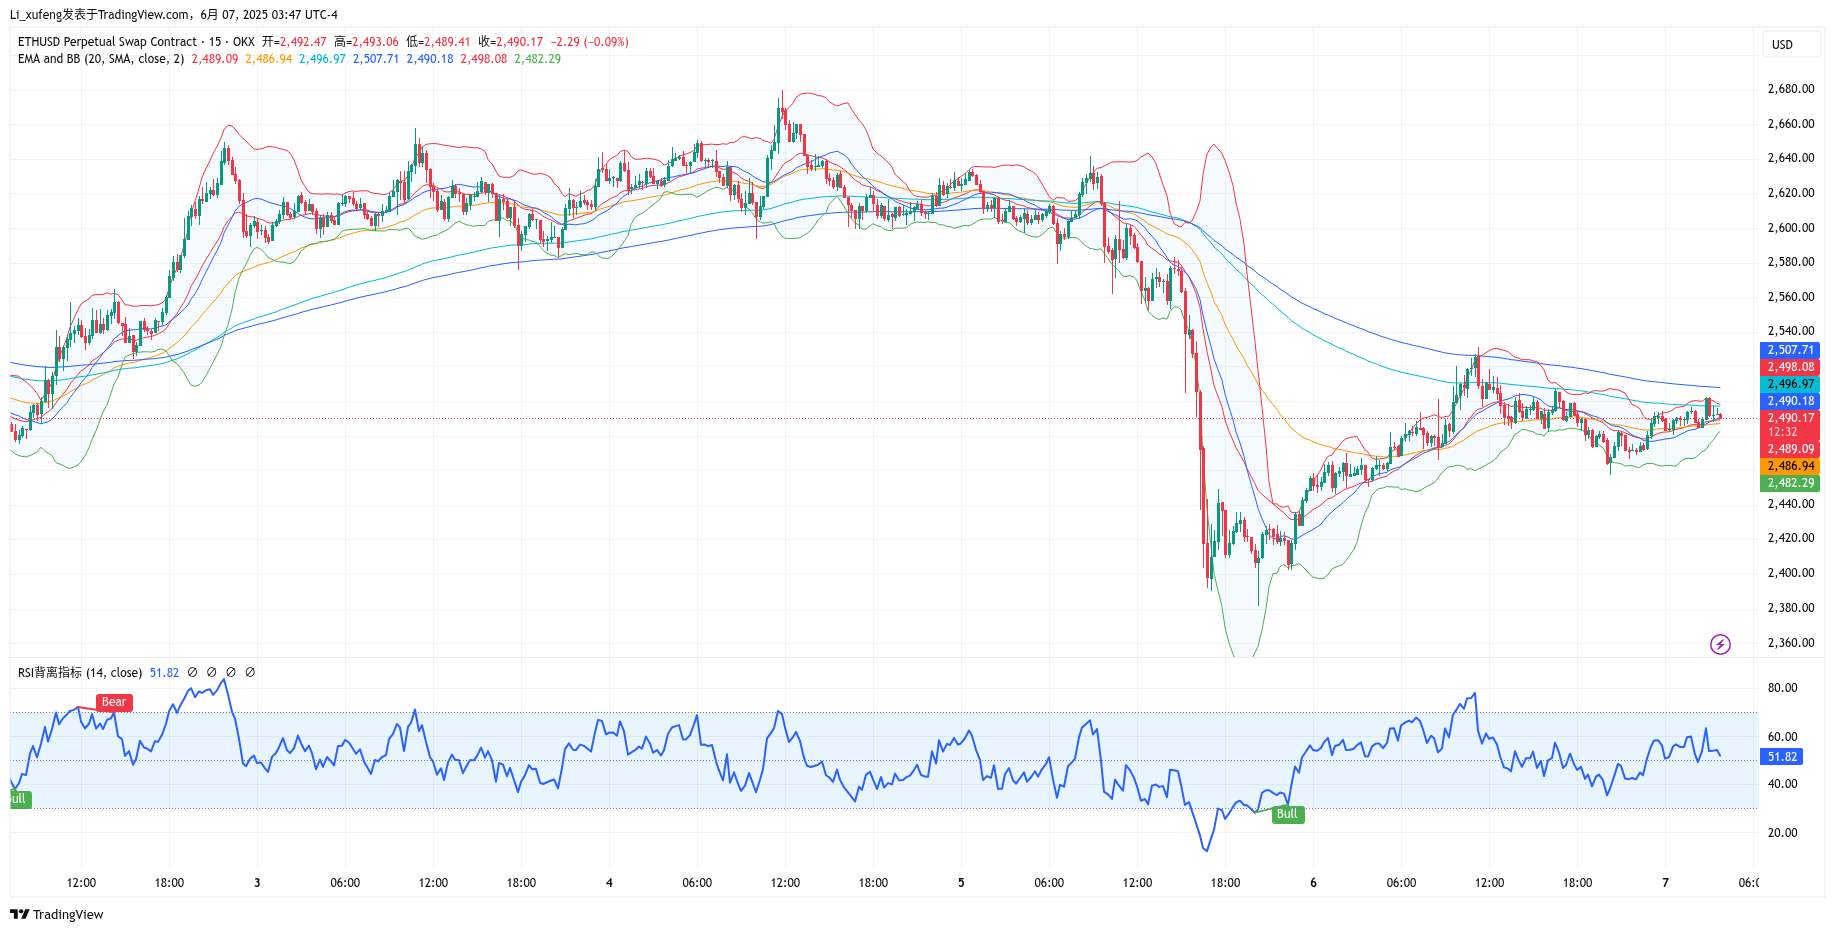 Li_xufeng发表于TradingView.com，6月 07, 2025 03:47 UTC-4
ETHUSD Perpetual Swap Contract · 15 · OKX 开=2,492.47 高=2,493.06 低=2,489.41 收=2,490.17 −2.29 (−0.09%)
EMA and BB (20, SMA, close, 2) 2,489.09 2,486.94 2,496.97 2,507.71 2,490.18 2,498.08 2,482.29
USD
2,680.00
2,660.00
2,640.00
2,620.00
2,600.00
2,580.00
2,560.00
2,540.00
2,507.71
2,498.08
2,496.97
2,490.18
2,490.17
12:32
2,489.09
2,486.94
2,482.29
2,440.00
2,420.00
2,400.00
2,380.00
2,360.00
RSI背离指标 (14, close) 51.82 ∅ ∅ ∅ ∅
Bear
Bull
Bull
80.00
60.00
51.82
40.00
20.00
12:00 18:00 3 06:00 12:00 18:00 4 06:00 12:00 18:00 5 06:00 12:00 18:00 6 06:00 12:00 18:00 7 06:0
TradingView